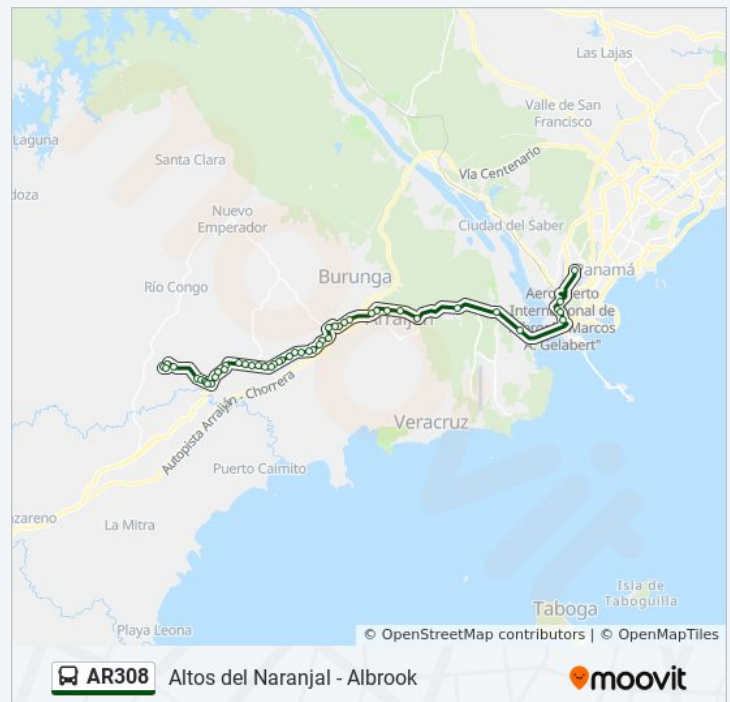 Las Lajas
Valle de San
Francisco
Laguna
Santa Clara
Vía Centenario
doza
Nuevo
Emperador
Ciudad del Saber
Burunga
Panamá
Río Congo
Aeropuerto
Internacional de
Marcos
A. Gelabert"
Arraiján
Autopista Arraiján - Chorrera
Veracruz
Puerto Caimito
azareno
La Mitra
Isla de
Taboguilla
Taboga
Playa Leona
© OpenStreetMap contributors | © OpenMapTiles
AR308 Altos del Naranjal - Albrook
moovit